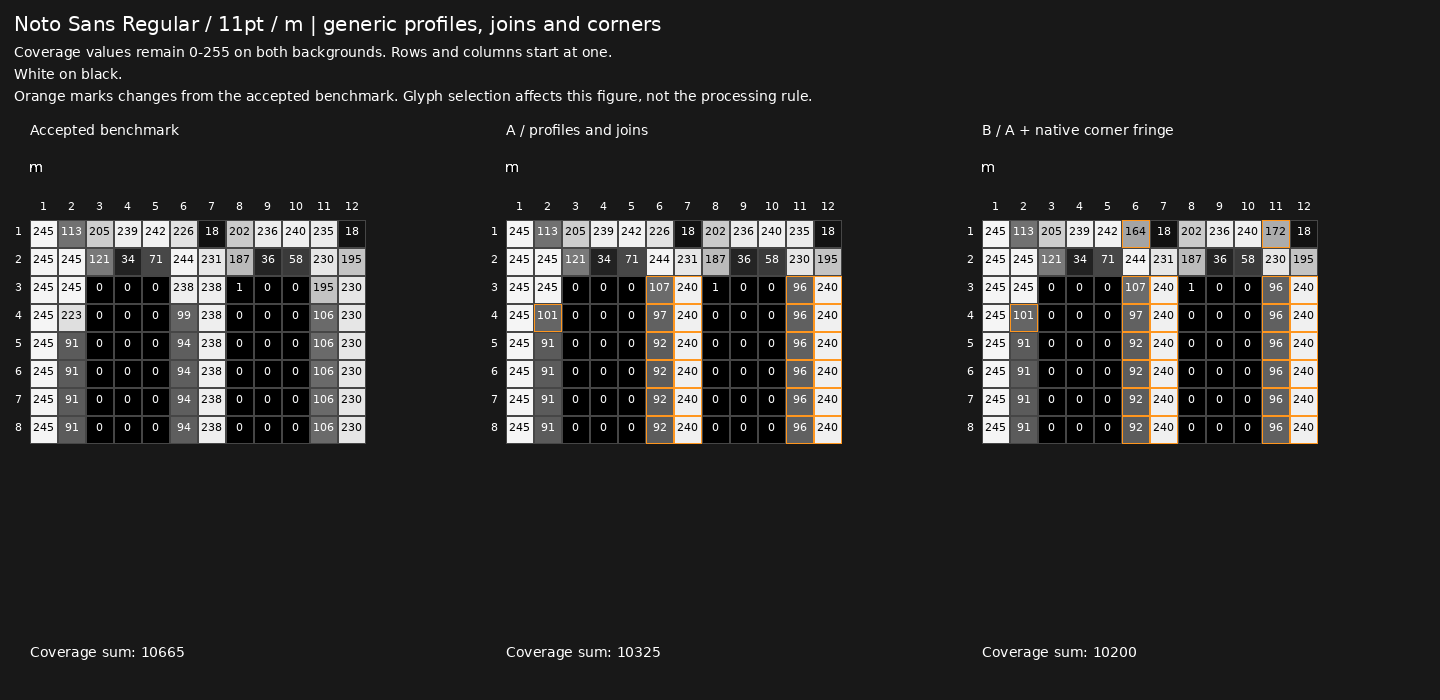 Noto Sans Regular / 11pt / m | generic profiles, joins and corners
Coverage values remain 0-255 on both backgrounds. Rows and columns start at one.
White on black.
Orange marks changes from the accepted benchmark. Glyph selection affects this figure, not the processing rule.
Accepted benchmark
m
1 2 3 4 5 6 7 8 9 10 11 12
1 245 113 205 239 242 226 18 202 236 240 235 18
2 245 245 121 34 71 244 231 187 36 58 230 195
3 245 245 0 0 0 238 238 1 0 0 195 230
4 245 223 0 0 0 99 238 0 0 0 106 230
5 245 91 0 0 0 94 238 0 0 0 106 230
6 245 91 0 0 0 94 238 0 0 0 106 230
7 245 91 0 0 0 94 238 0 0 0 106 230
8 245 91 0 0 0 94 238 0 0 0 106 230
Coverage sum: 10665
A / profiles and joins
m
1 2 3 4 5 6 7 8 9 10 11 12
1 245 113 205 239 242 226 18 202 236 240 235 18
2 245 245 121 34 71 244 231 187 36 58 230 195
3 245 245 0 0 0 107 240 1 0 0 96 240
4 245 101 0 0 0 97 240 0 0 0 96 240
5 245 91 0 0 0 92 240 0 0 0 96 240
6 245 91 0 0 0 92 240 0 0 0 96 240
7 245 91 0 0 0 92 240 0 0 0 96 240
8 245 91 0 0 0 92 240 0 0 0 96 240
Coverage sum: 10325
B / A + native corner fringe
m
1 2 3 4 5 6 7 8 9 10 11 12
1 245 113 205 239 242 164 18 202 236 240 172 18
2 245 245 121 34 71 244 231 187 36 58 230 195
3 245 245 0 0 0 107 240 1 0 0 96 240
4 245 101 0 0 0 97 240 0 0 0 96 240
5 245 91 0 0 0 92 240 0 0 0 96 240
6 245 91 0 0 0 92 240 0 0 0 96 240
7 245 91 0 0 0 92 240 0 0 0 96 240
8 245 91 0 0 0 92 240 0 0 0 96 240
Coverage sum: 10200